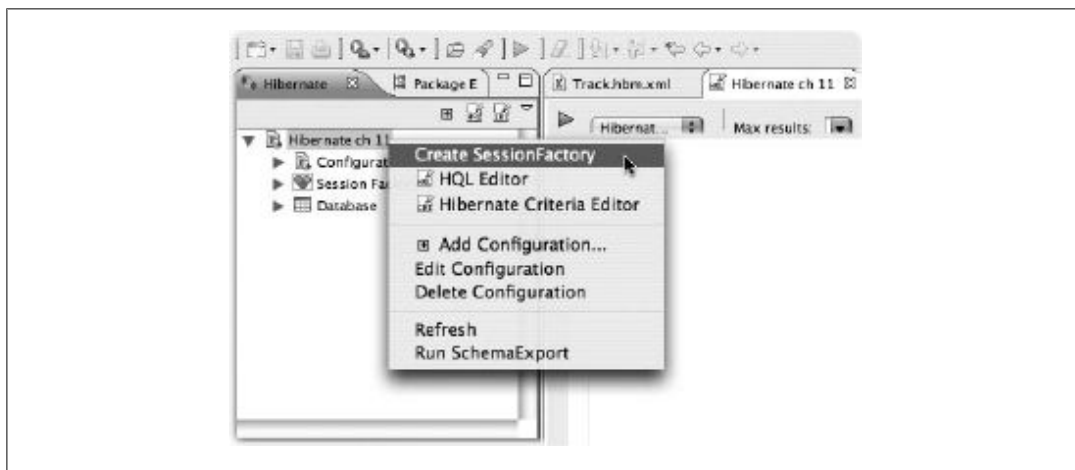 Hibernate
Package E
Track.hbm.xml
Hibernate ch 11
Hibernat...
Max results:
Hibernate ch 11
Configurat
Session Fa
Database
Create SessionFactory
HQL Editor
Hibernate Criteria Editor
Add Configuration...
Edit Configuration
Delete Configuration
Refresh
Run SchemaExport